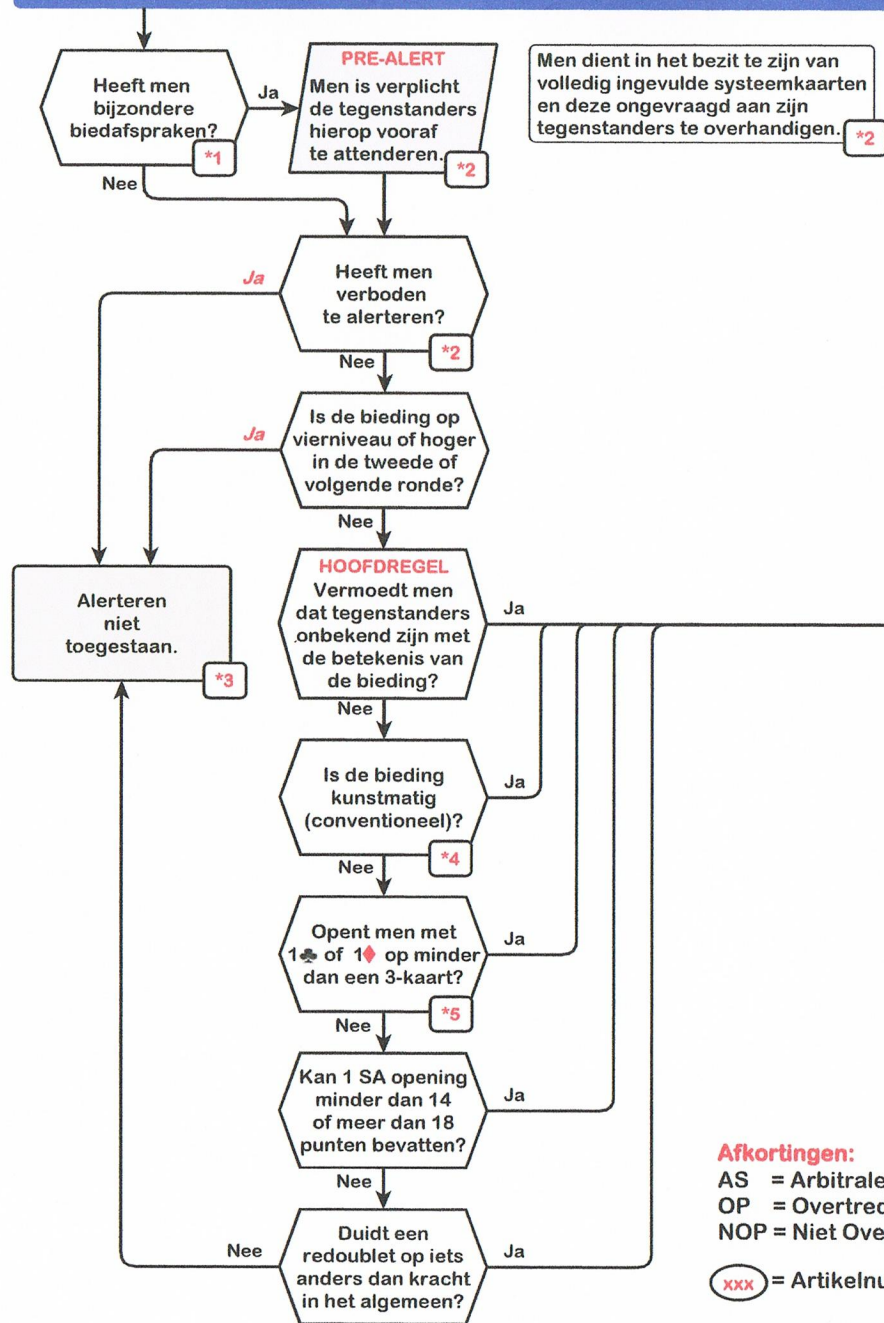 Heeft men
bijzondere
biedafspraken?
*1
Ja
Nee
PRE-ALERT
Men is verplicht
de tegenstanders
hierop vooraf
te attenderen.
*2
Men dient in het bezit te zijn van
volledig ingevulde systeemkaarten
en deze ongevraagd aan zijn
tegenstanders te overhandigen.
*2
Heeft men
verboden
te alerteren?
*2
Ja
Nee
Is de bieding op
vierniveau of hoger
in de tweede of
volgende ronde?
Ja
Nee
Alerteren
niet
toegestaan.
*3
HOOFDREGEL
Vermoedt men
dat tegenstanders
onbekend zijn met
de betekenis van
de bieding?
Ja
Nee
Is de bieding
kunstmatig
(conventioneel)?
*4
Ja
Nee
Opent men met
1♣ of 1♦ op minder
dan een 3-kaart?
*5
Ja
Nee
Kan 1 SA opening
minder dan 14
of meer dan 18
punten bevatten?
Ja
Nee
Duidt een
redoublet op iets
anders dan kracht
in het algemeen?
Nee
Ja
Afkortingen:
AS = Arbitrale
OP = Overtred
NOP = Niet Ove
xxx = Artikelnu